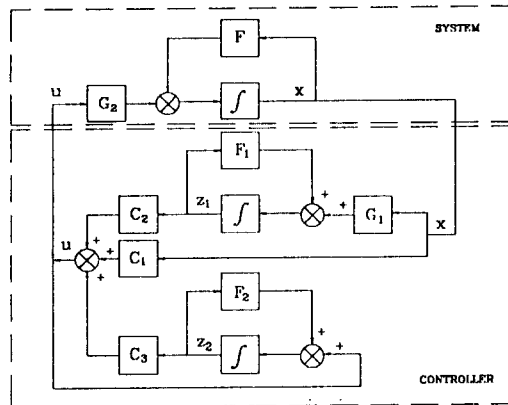 F
SYSTEM
u
G₂
∫
x
F₁
+
+
z₁
∫
C₂
G₁
x
+
u
+
C₁
+
F₂
+
+
z₂
∫
C₃
CONTROLLER